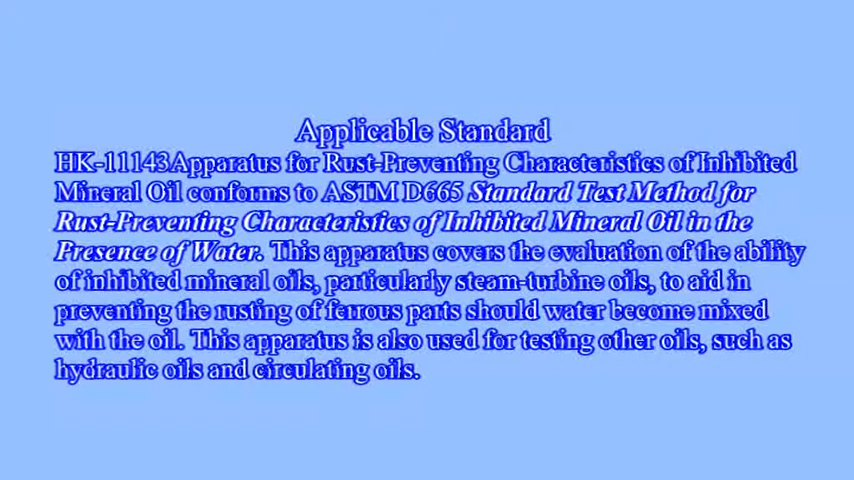 Applicable Standard
HK-11143Apparatus for Rust-Preventing Characteristics of Inhibited
Mineral Oil conforms to ASTM D665 Standard Test Method for
Rust-Preventing Characteristics of Inhibited Mineral Oil in the
Presence of Water. This apparatus covers the evaluation of the ability
of inhibited mineral oils, particularly steam-turbine oils, to aid in
preventing the rusting of ferrous parts should water become mixed
with the oil. This apparatus is also used for testing other oils, such as
hydraulic oils and circulating oils.